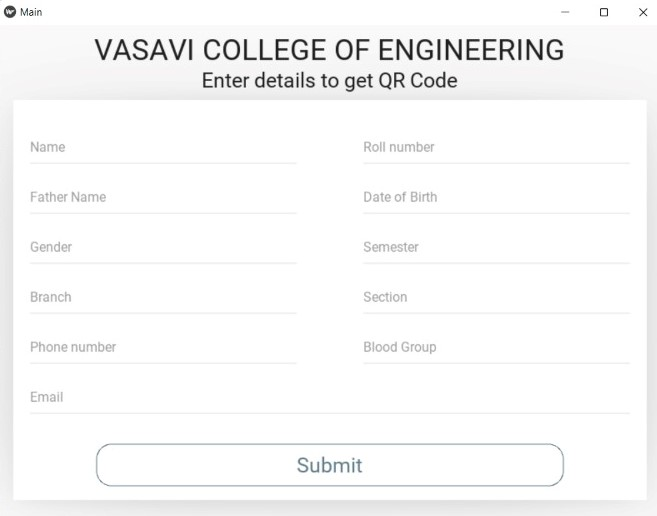 Main
VASAVI COLLEGE OF ENGINEERING
Enter details to get QR Code
Name
Roll number
Father Name
Date of Birth
Gender
Semester
Branch
Section
Phone number
Blood Group
Email
Submit